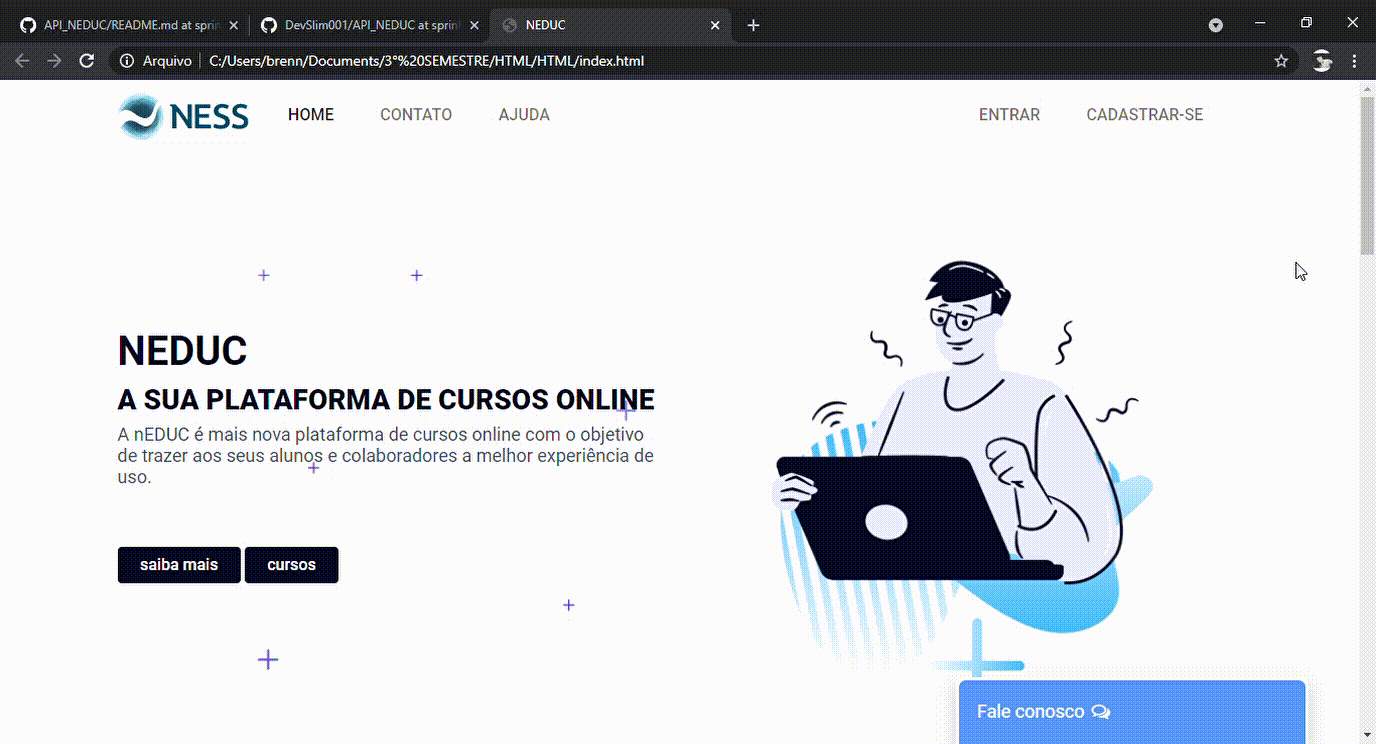 API_NEDUC/README.md at sprin
DevSlim001/API_NEDUC at sprin
NEDUC
Arquivo
C:/Users/brenn/Documents/3°%20SEMESTRE/HTML/HTML/index.html
NESS
HOME
CONTATO
AJUDA
ENTRAR
CADASTRAR-SE
NEDUC
A SUA PLATAFORMA DE CURSOS ONLINE
A nEDUC é mais nova plataforma de cursos online com o objetivo
de trazer aos seus alunos e colaboradores a melhor experiência de
uso.
saiba mais
cursos
Fale conosco